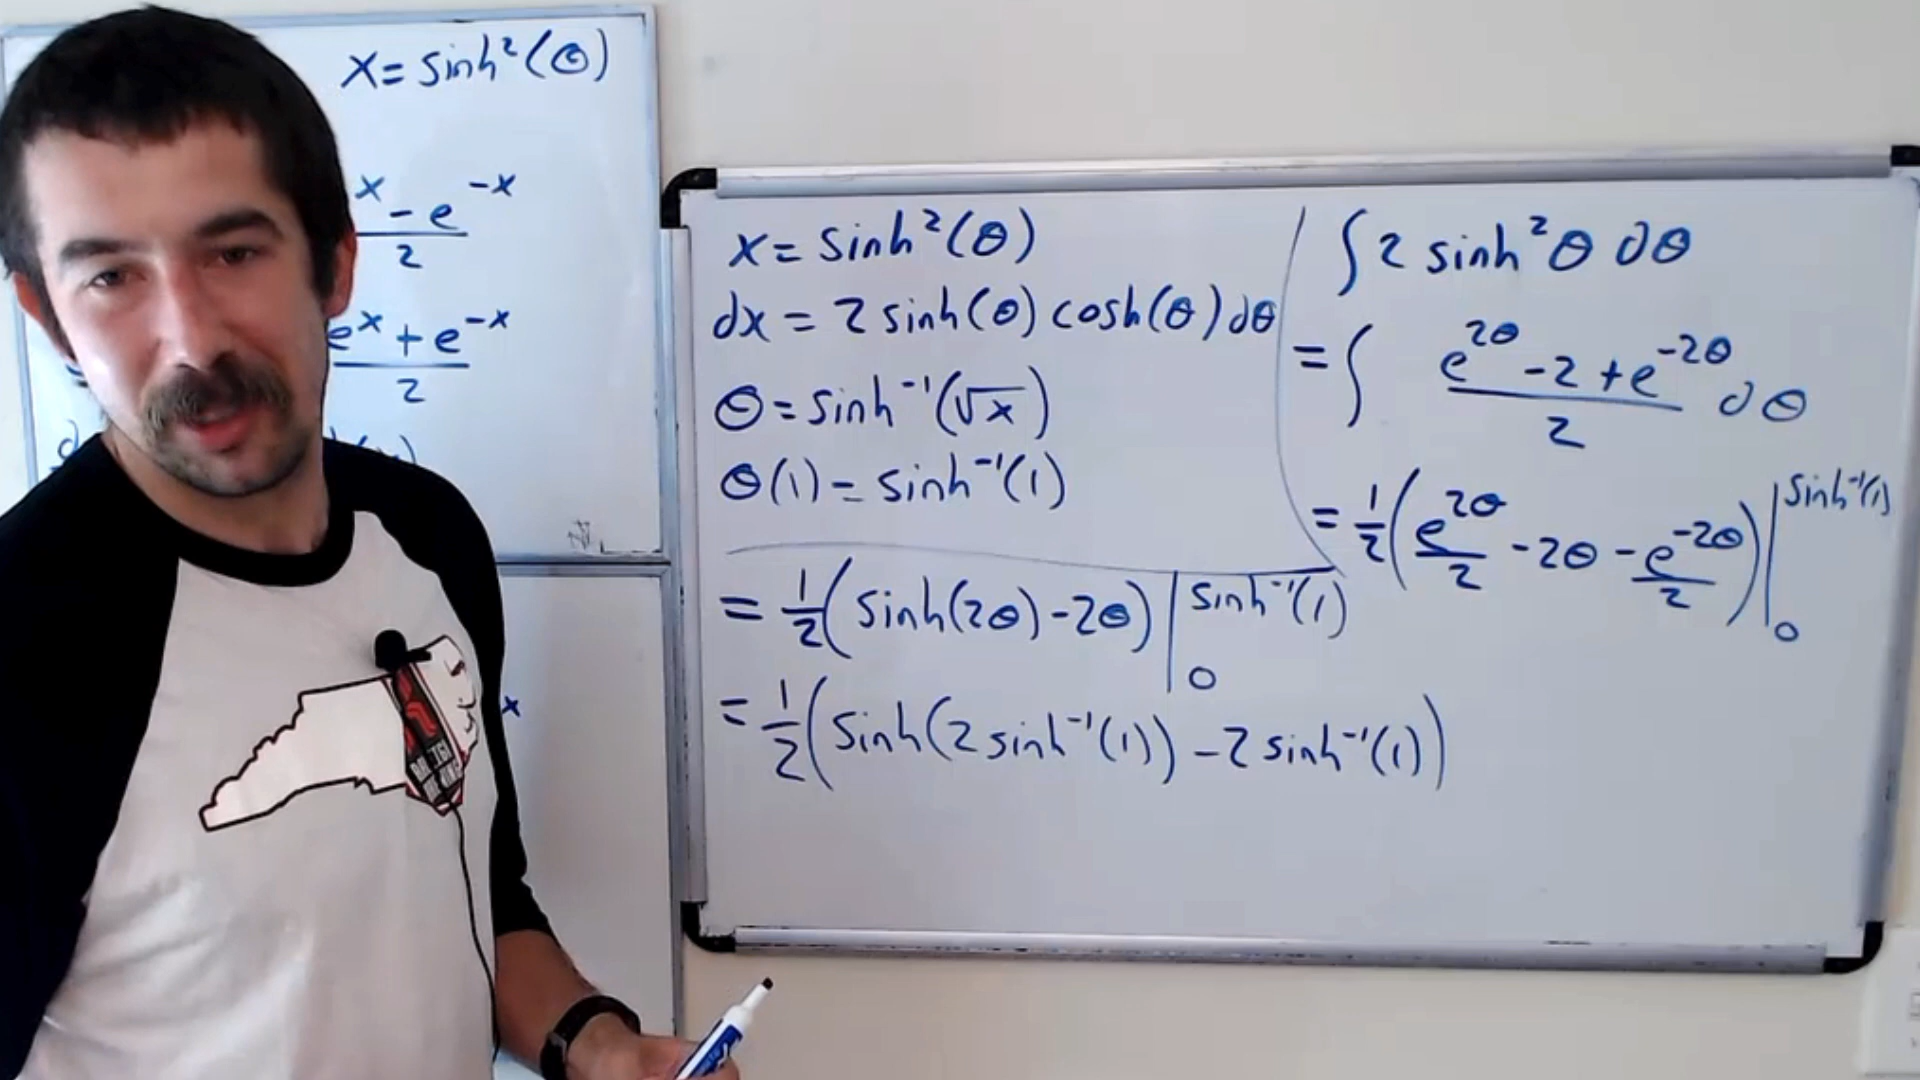 x = sinh²(θ)
x - e^-x
2
e^x + e^-x
2
x
x = sinh²(θ)
dx = 2 sinh(θ) cosh(θ) dθ
θ = sinh⁻¹(√x)
θ(1) = sinh⁻¹(1)
= 1/2 (sinh(2θ) - 2θ) | sinh⁻¹(1) 0
= 1/2 (sinh(2 sinh⁻¹(1)) - 2 sinh⁻¹(1))
∫ 2 sinh²θ dθ
= ∫ (e^2θ - 2 + e^-2θ)/2 dθ
= 1/2 (e^2θ/2 - 2θ - e^-2θ/2) | sinh⁻¹(1) 0